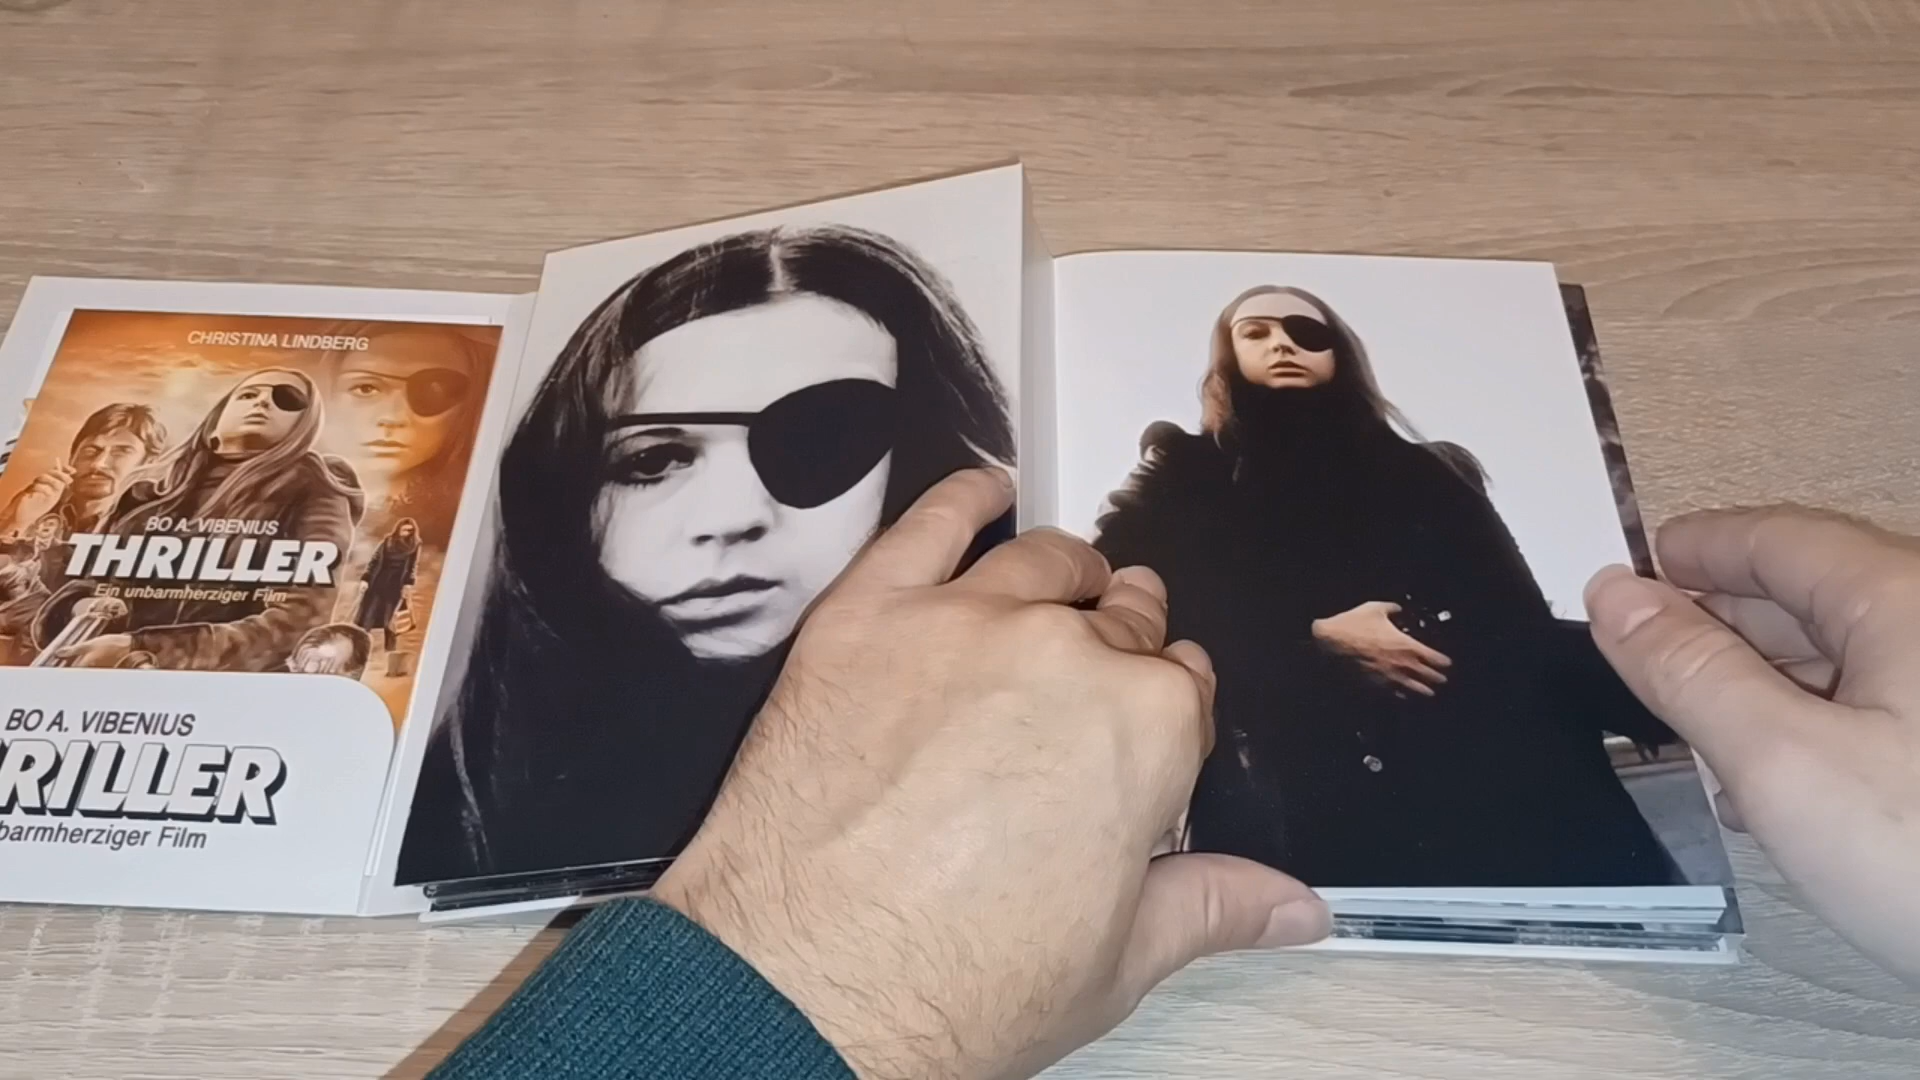 CHRISTINA LINDBERG
BO A. VIBENIUS
THRILLER
Ein unbarmherziger Film
BO A. VIBENIUS
RILLER
barmherziger Film